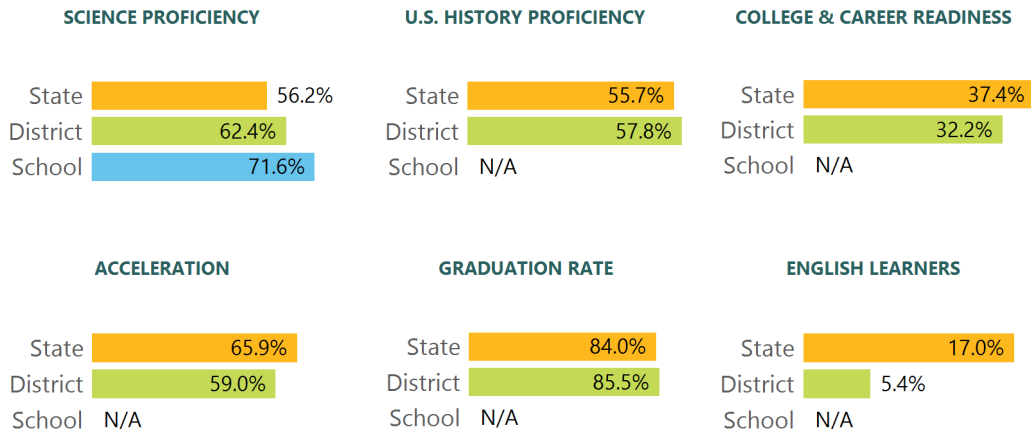 SCIENCE PROFICIENCY
State 56.2%
District 62.4%
School 71.6%
U.S. HISTORY PROFICIENCY
State 55.7%
District 57.8%
School N/A
COLLEGE & CAREER READINESS
State 37.4%
District 32.2%
School N/A
ACCELERATION
State 65.9%
District 59.0%
School N/A
GRADUATION RATE
State 84.0%
District 85.5%
School N/A
ENGLISH LEARNERS
State 17.0%
District 5.4%
School N/A